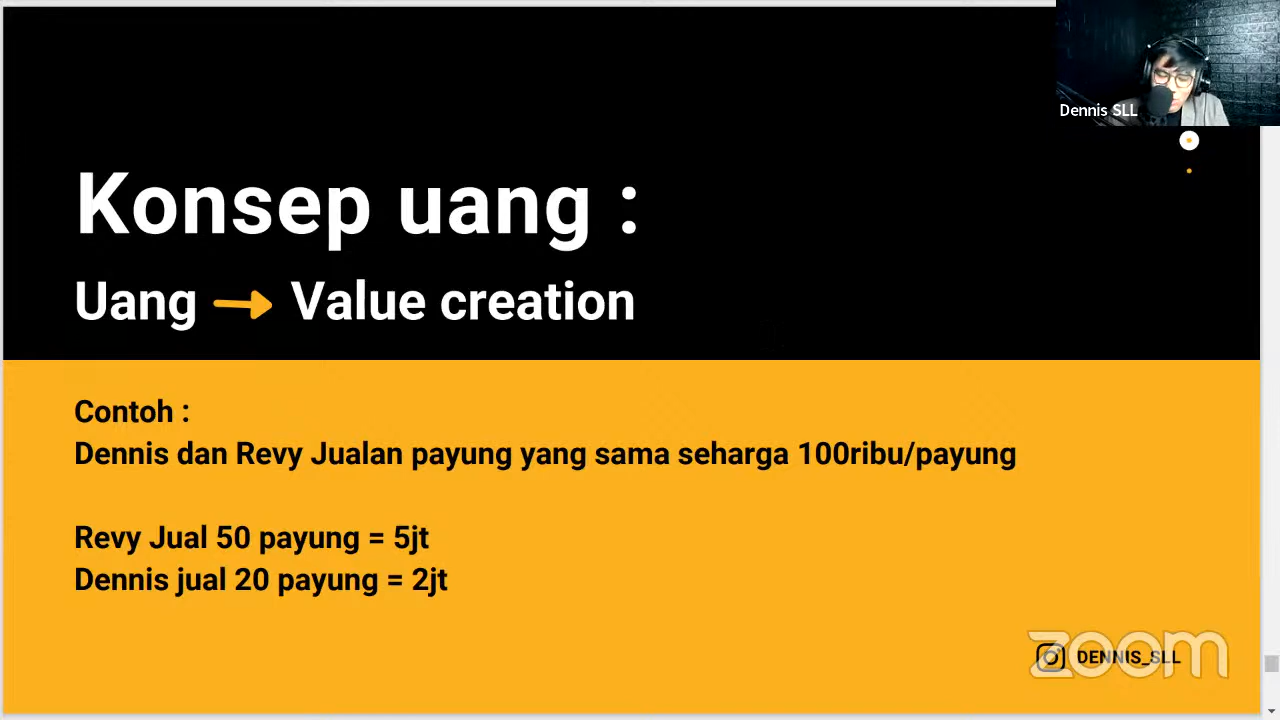 Dennis SLL
Konsep uang :
Uang → Value creation
Contoh :
Dennis dan Revy Jualan payung yang sama seharga 100ribu/payung
Revy Jual 50 payung = 5jt
Dennis jual 20 payung = 2jt
DENNIS_SLL
zoom